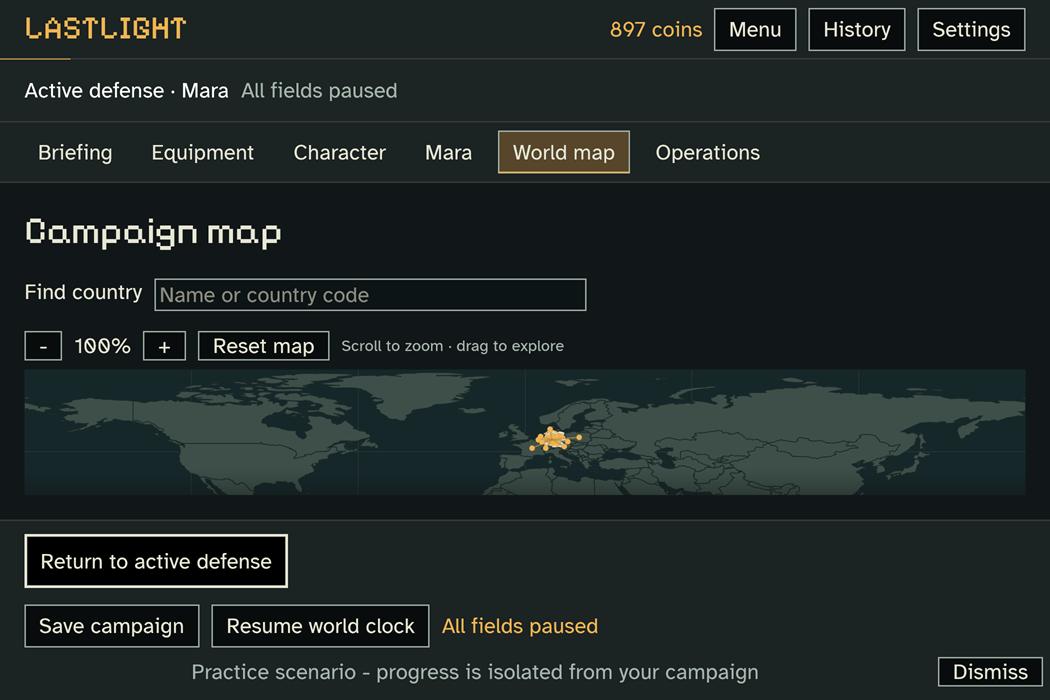 LASTLIGHT
897 coins Menu History Settings
Active defense · Mara All fields paused
Briefing Equipment Character Mara World map Operations
Campaign map
Find country Name or country code
- 100% + Reset map Scroll to zoom · drag to explore
Return to active defense
Save campaign Resume world clock All fields paused
Practice scenario - progress is isolated from your campaign Dismiss